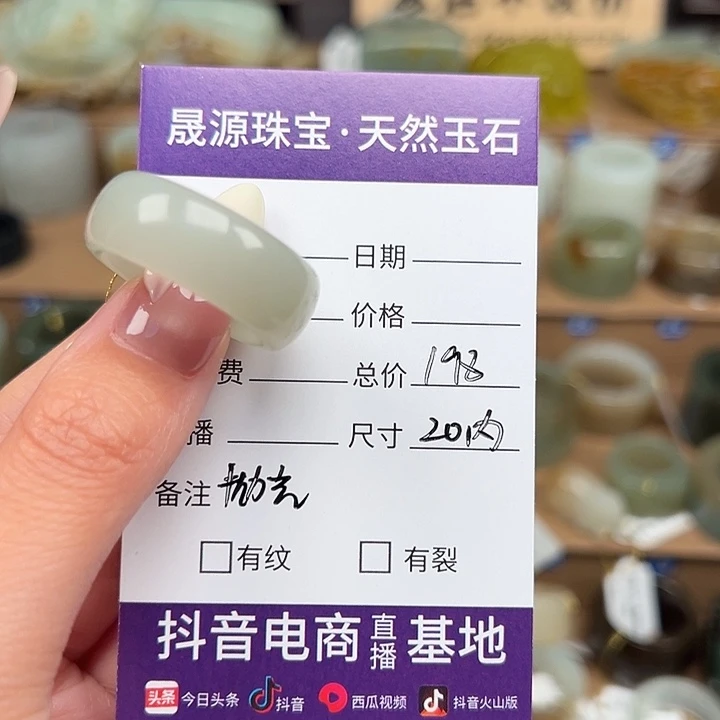 晟源珠宝·天然玉石
日期
价格
费 总价 198
播 尺寸 20内
备注
有纹 有裂
抖音电商直播基地
头条 今日头条 抖音 西瓜视频 抖音火山版